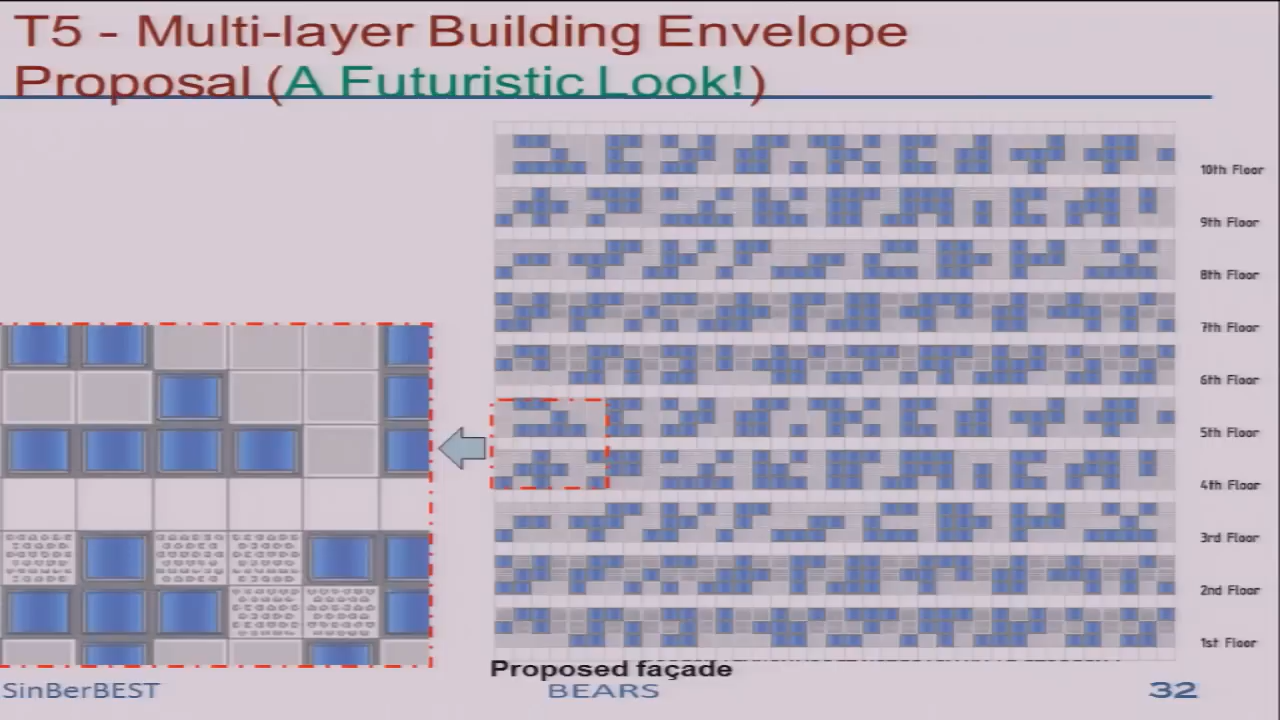 T5 - Multi-layer Building Envelope
Proposal (A Futuristic Look!)
10th Floor
9th Floor
8th Floor
7th Floor
6th Floor
5th Floor
4th Floor
3rd Floor
2nd Floor
1st Floor
Proposed façade
SinBerBEST
BEARS
32